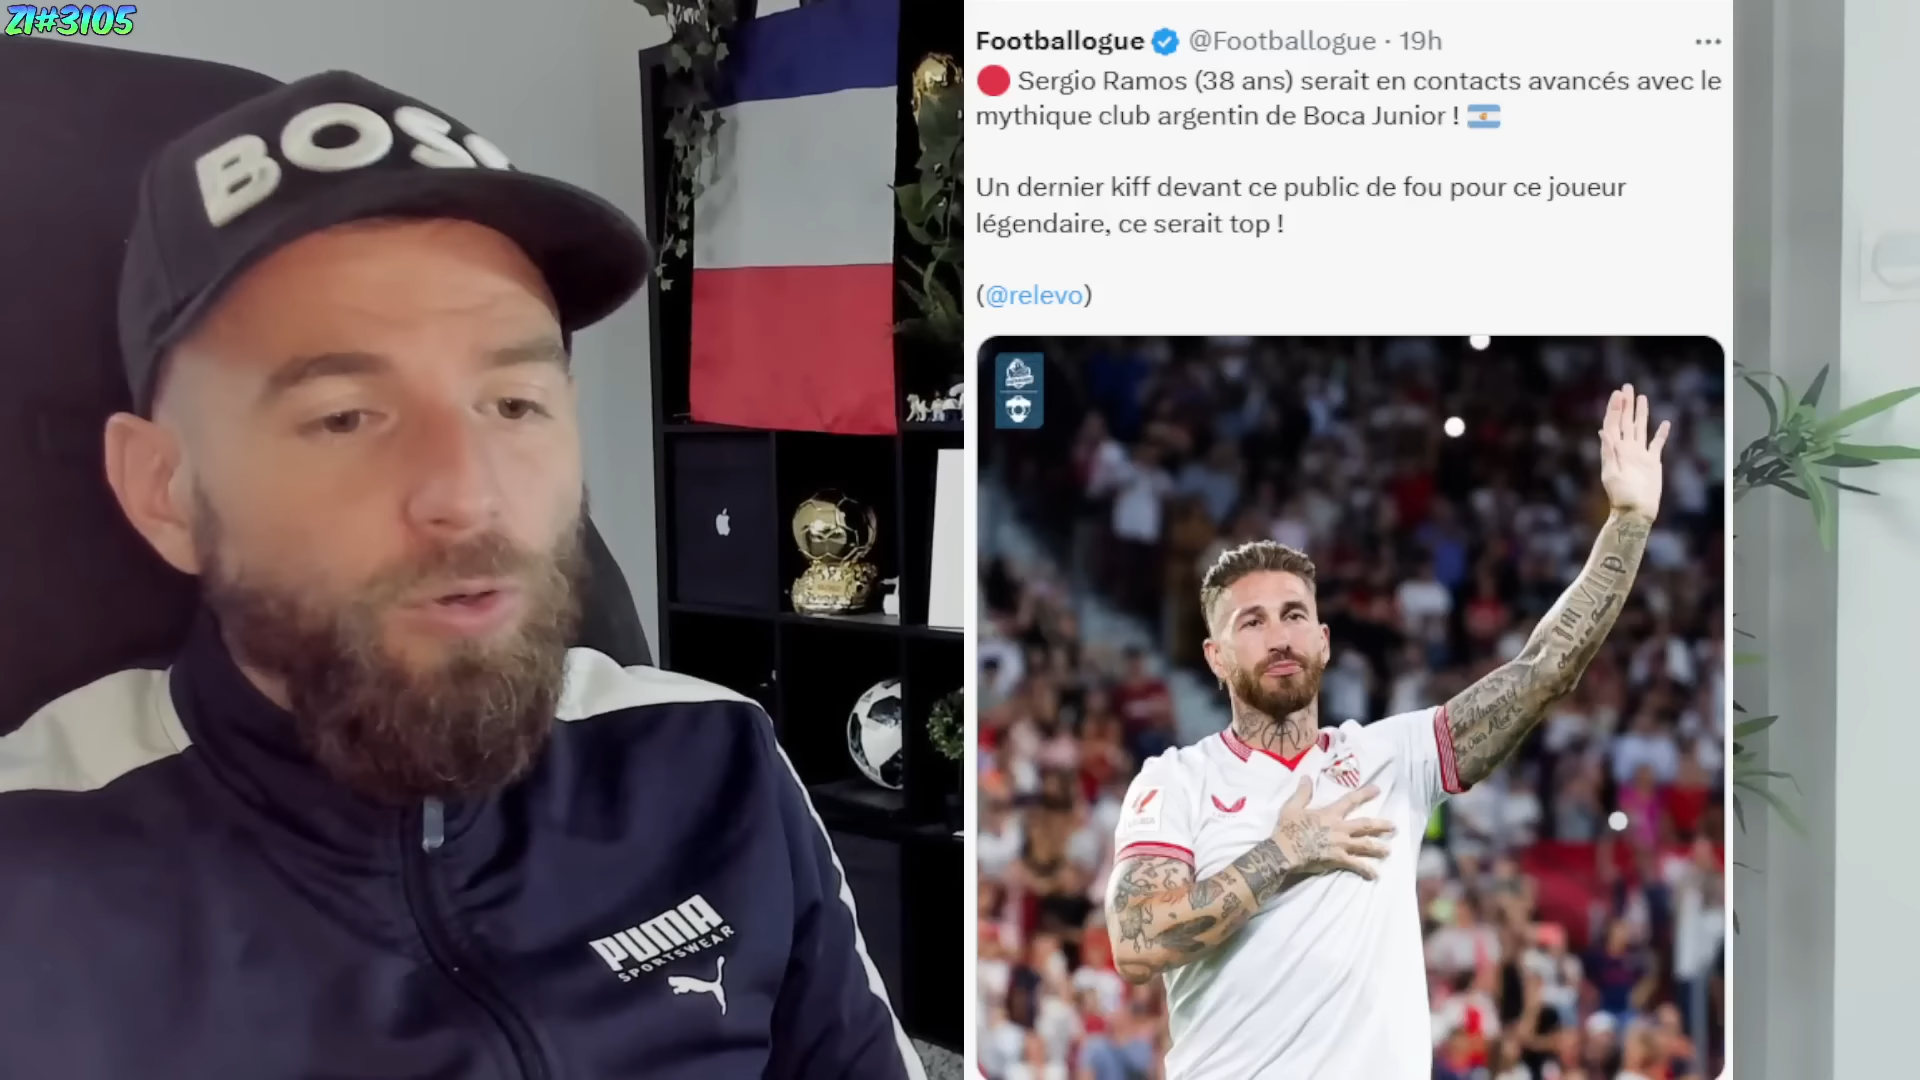 ZI#3105
BOSS
PUMA
SPORTSWEAR
Footballogue @Footballogue · 19h
Sergio Ramos (38 ans) serait en contacts avancés avec le
mythique club argentin de Boca Junior !
Un dernier kiff devant ce public de fou pour ce joueur
légendaire, ce serait top !
(@relevo)